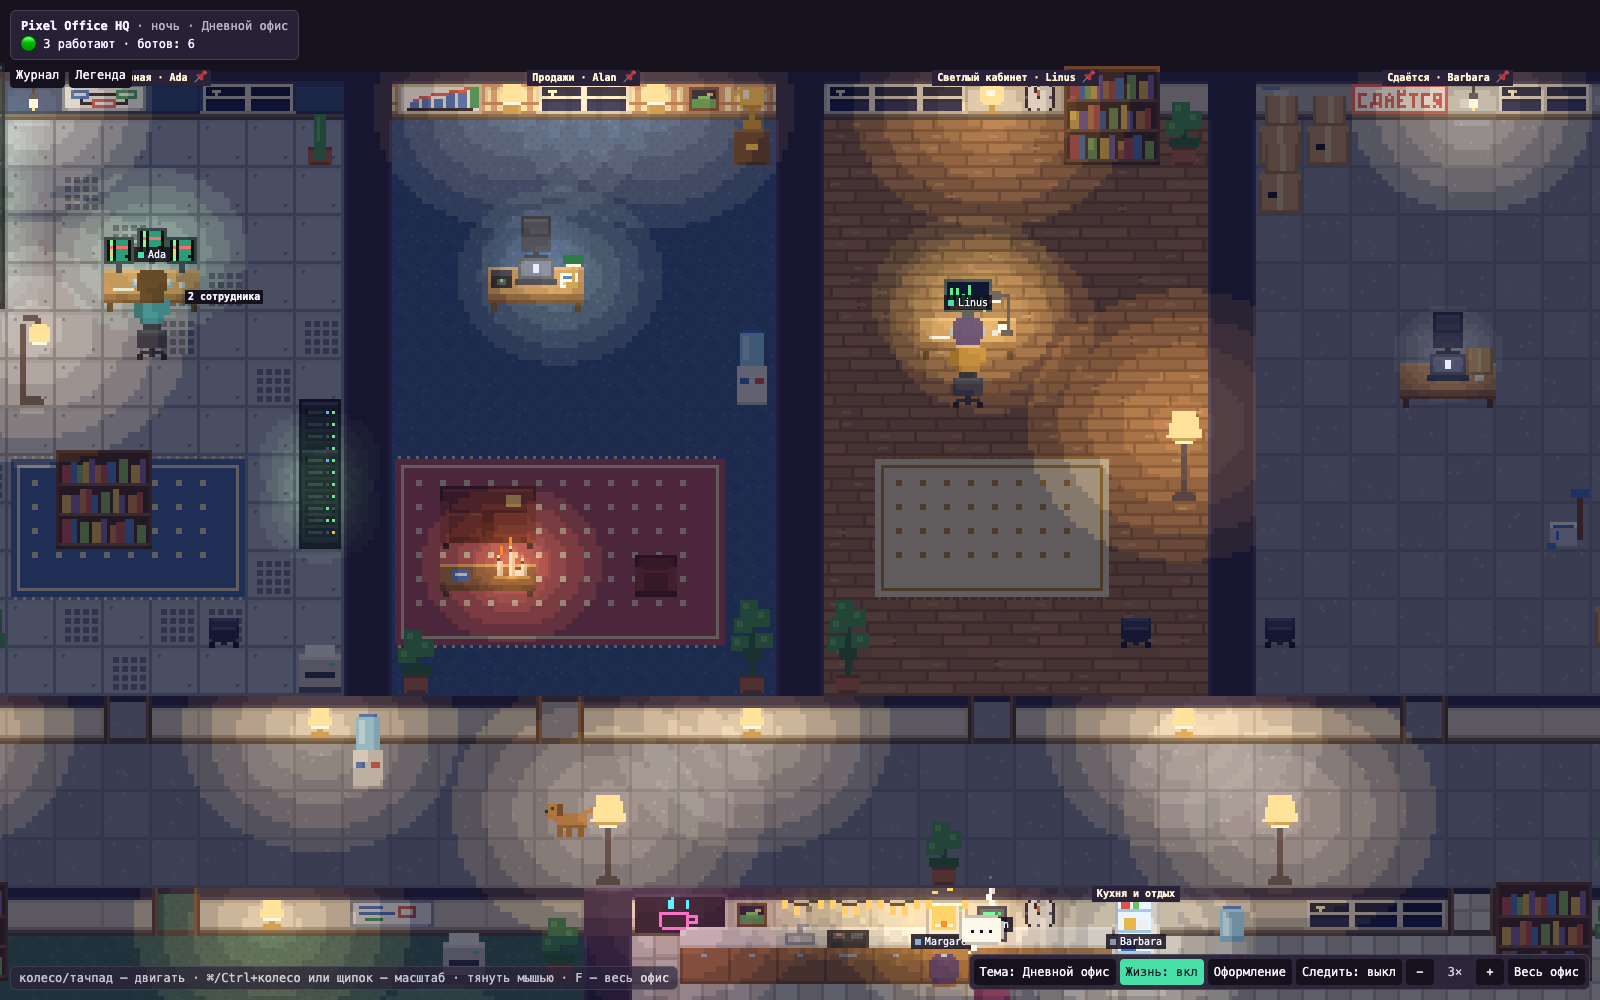 Pixel Office HQ · ночь · Дневной офис
3 работают · ботов: 6
Журнал Легенда
ная · Ada
Продажи · Alan
Светлый кабинет · Linus
Сдаётся · Barbara
СДАЁТСЯ
Ada
2 сотрудника
Linus
Кухня и отдых
Barbara
...
колесо/тачпад — двигать · ⌘/Ctrl+колесо или щипок — масштаб · тянуть мышью · F — весь офис
Тема: Дневной офис Жизнь: вкл Оформление Следить: выкл − 3× + Весь офис